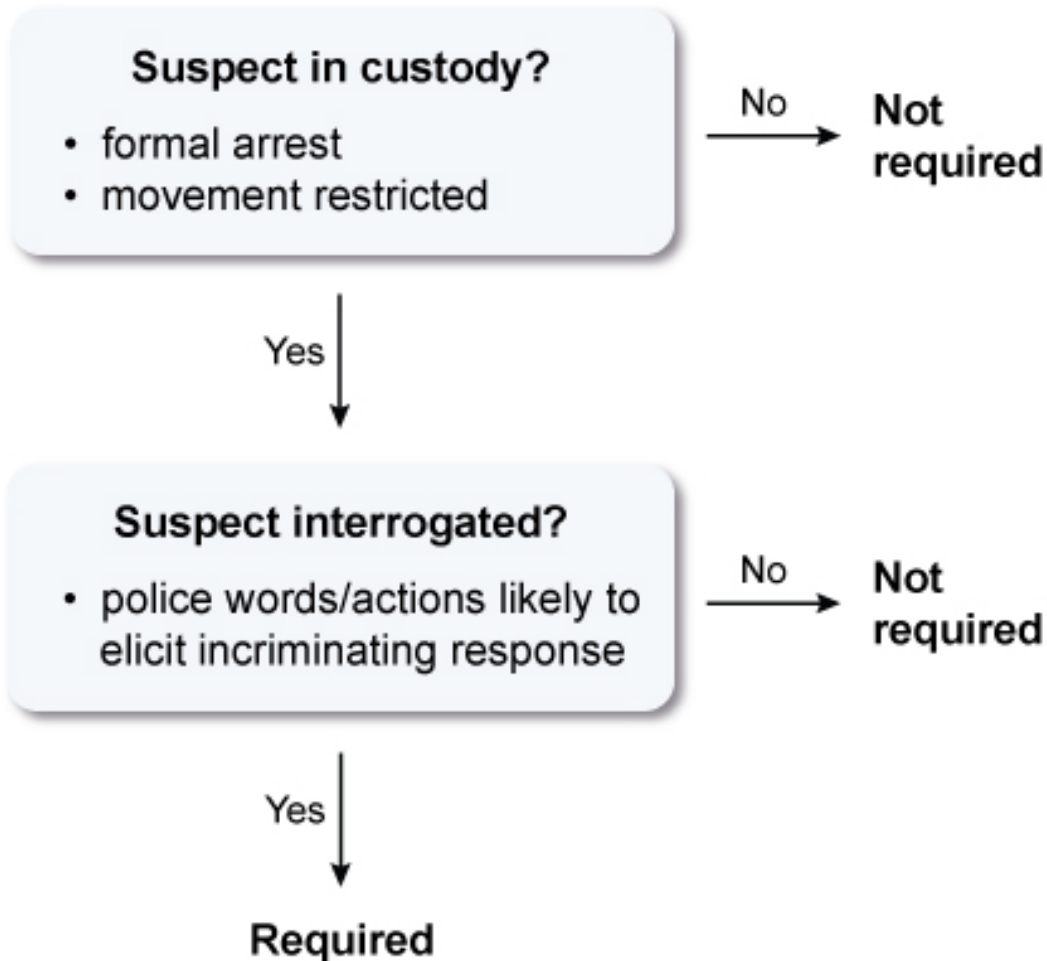 Suspect in custody?
• formal arrest
• movement restricted
No
Not
required
Yes
Suspect interrogated?
• police words/actions likely to
elicit incriminating response
No
Not
required
Yes
Required